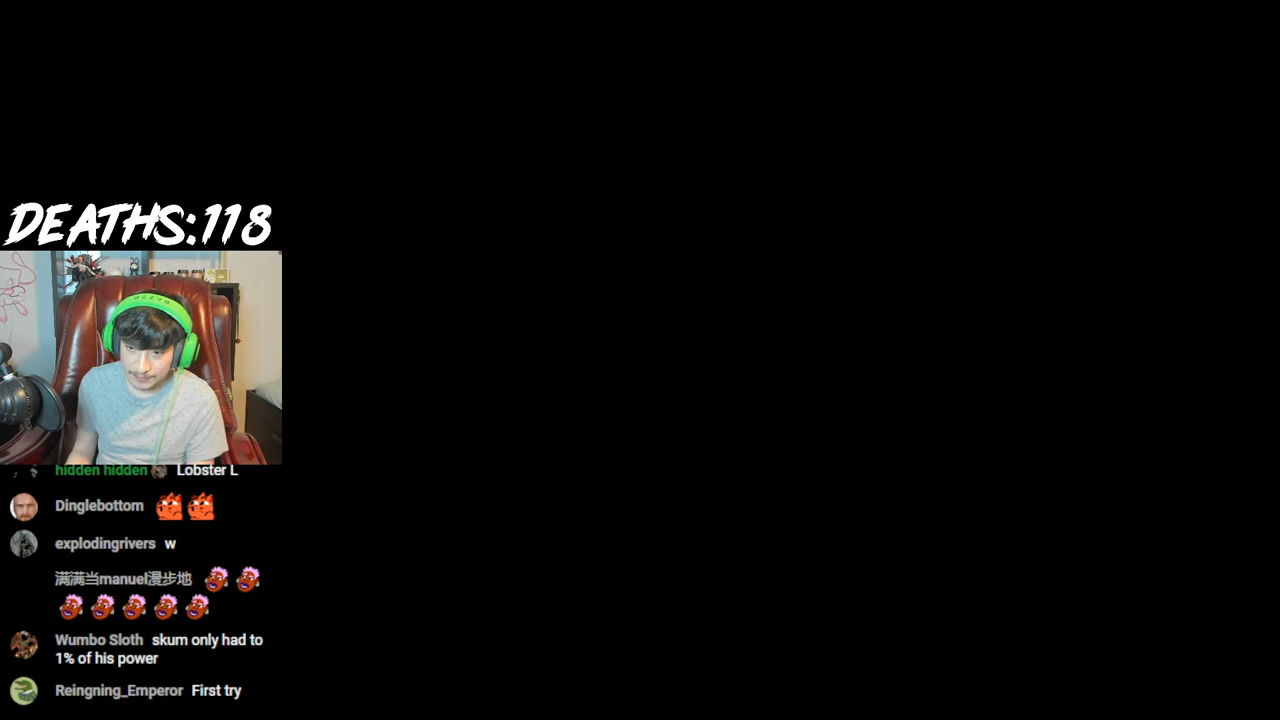 DEATHS:118
hidden hidden Lobster L
Dinglebottom
explodingrivers w
满满当manuel漫步地
Wumbo Sloth skum only had to
1% of his power
Reingning_Emperor First try